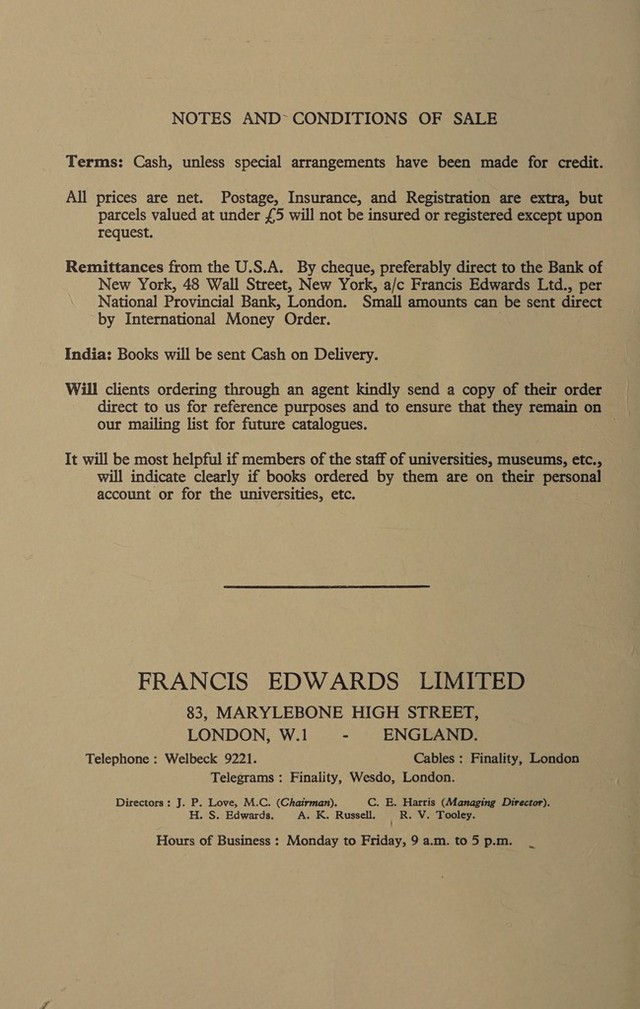 NOTES AND CONDITIONS OF SALE
Terms: Cash, unless special arrangements have been made for credit.
All prices are net. Postage, Insurance, and Registration are extra, but
parcels valued at under £5 will not be insured or registered except upon
request.
Remittances from the U.S.A. By cheque, preferably direct to the Bank of
New York, 48 Wall Street, New York, a/c Francis Edwards Ltd., per
National Provincial Bank, London. Small amounts can be sent direct
by International Money Order.
India: Books will be sent Cash on Delivery.
Will clients ordering through an agent kindly send a copy of their order
direct to us for reference purposes and to ensure that they remain on
our mailing list for future catalogues.
It will be most helpful if members of the staff of universities, museums, etc.,
will indicate clearly if books ordered by them are on their personal
account or for the universities, etc.
FRANCIS EDWARDS LIMITED
83, MARYLEBONE HIGH STREET,
LONDON, W.1 - ENGLAND.
Telephone : Welbeck 9221. Cables : Finality, London
Telegrams : Finality, Wesdo, London.
Directors : J. P. Love, M.C. (Chairman). C. E. Harris (Managing Director).
H. S. Edwards. A. K. Russell. R. V. Tooley.
Hours of Business : Monday to Friday, 9 a.m. to 5 p.m.